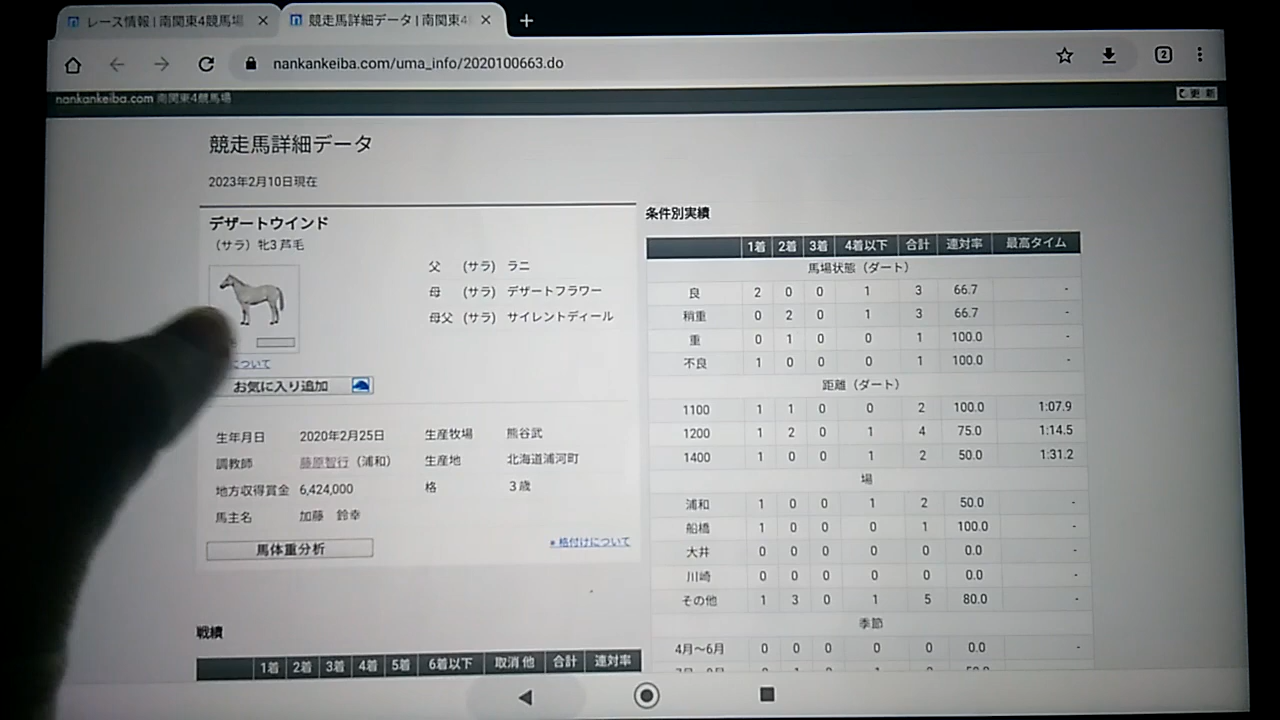 レース情報 | 南関東4競馬場
競走馬詳細データ | 南関東4
nankankeiba.com/uma_info/2020100663.do
2
nankankeiba.com 南関東4競馬場
更新
競走馬詳細データ
2023年2月10日現在
デザートウインド
（サラ）牝3 芦毛
父 （サラ） ラニ
母 （サラ） デザートフラワー
母父 （サラ） サイレントディール
について
お気に入り追加
生年月日 2020年2月25日 生産牧場 熊谷武
調教師 藤原智行（浦和） 生産地 北海道浦河町
地方収得賞金 6,424,000 格 3歳
馬主名 加藤 鈴幸
馬体重分析
格付けについて
戦績
1着 2着 3着 4着 5着 6着以下 取消 他 合計 連対率
条件別実績
1着 2着 3着 4着以下 合計 連対率 最高タイム
馬場状態（ダート）
良 2 0 0 1 3 66.7 -
稍重 0 2 0 1 3 66.7 -
重 0 1 0 0 1 100.0 -
不良 1 0 0 0 1 100.0 -
距離（ダート）
1100 1 1 0 0 2 100.0 1:07.9
1200 1 2 0 1 4 75.0 1:14.5
1400 1 0 0 1 2 50.0 1:31.2
場
浦和 1 0 0 1 2 50.0 -
船橋 1 0 0 0 1 100.0 -
大井 0 0 0 0 0 0.0 -
川崎 0 0 0 0 0 0.0 -
その他 1 3 0 1 5 80.0 -
季節
4月～6月 0 0 0 0 0 0.0 -